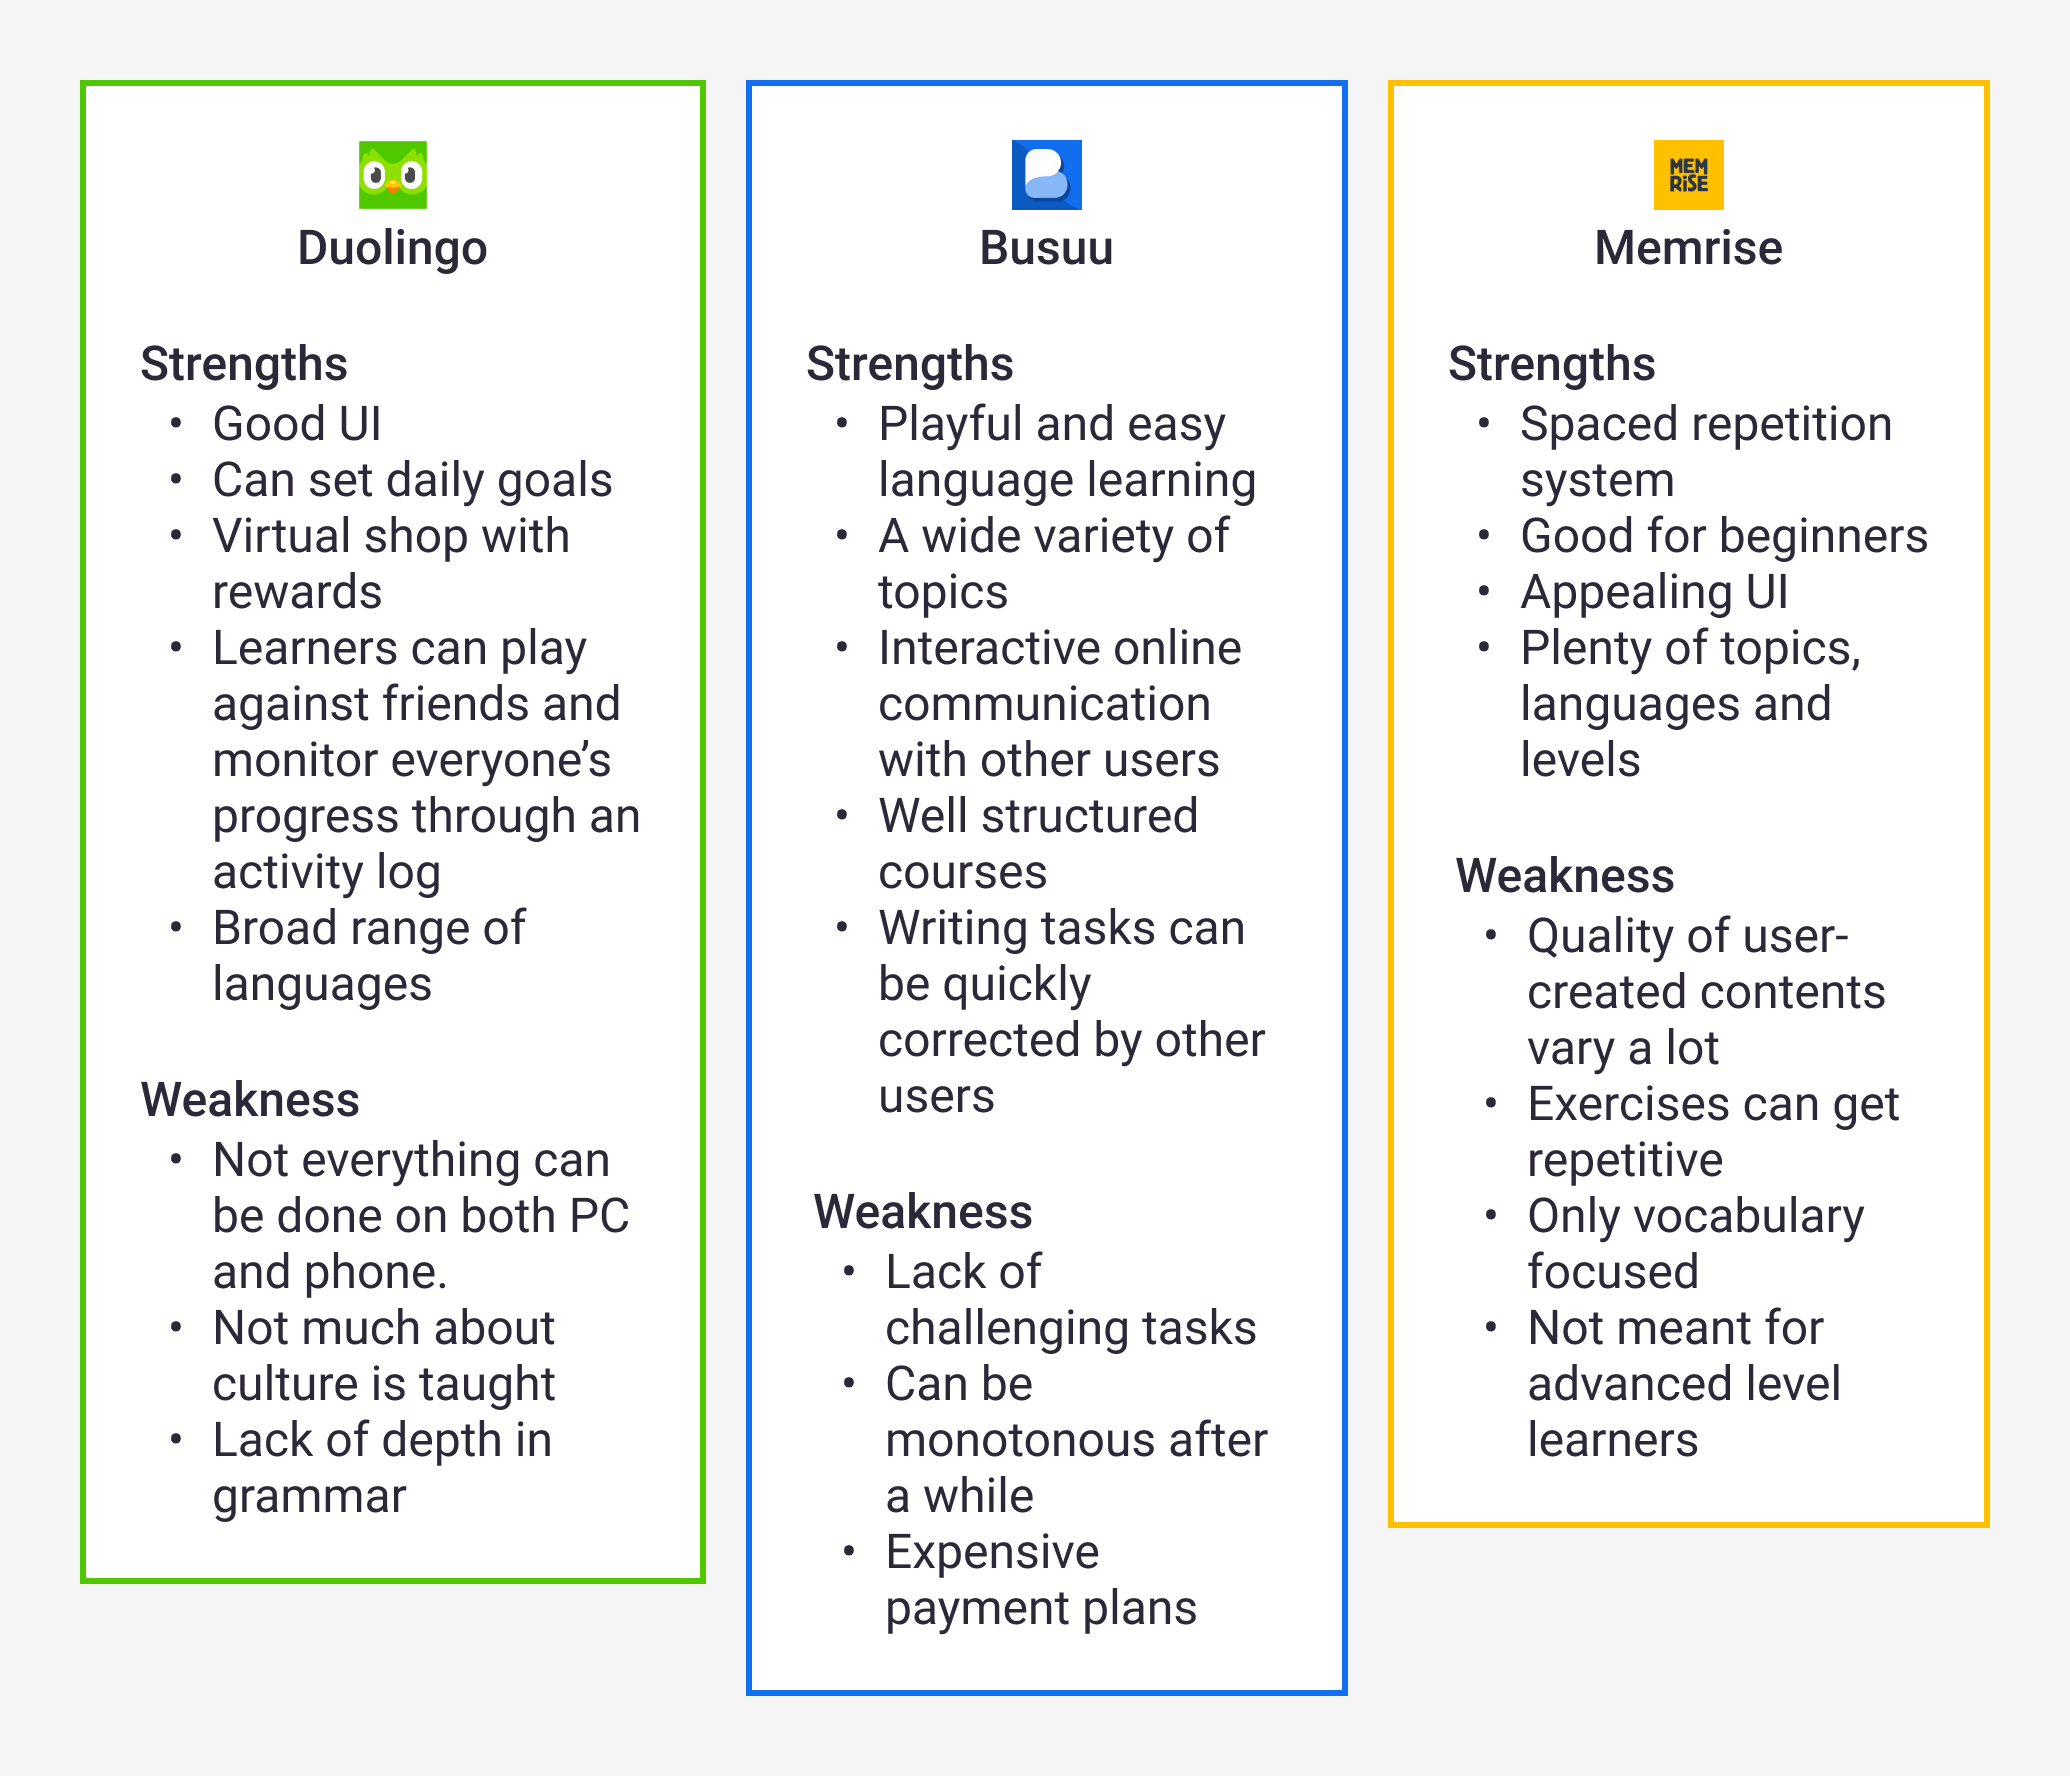 Duolingo
Strengths
• Good UI
• Can set daily goals
• Virtual shop with
rewards
• Learners can play
against friends and
monitor everyone’s
progress through an
activity log
• Broad range of
languages
Weakness
• Not everything can
be done on both PC
and phone.
• Not much about
culture is taught
• Lack of depth in
grammar
Busuu
Strengths
• Playful and easy
language learning
• A wide variety of
topics
• Interactive online
communication
with other users
• Well structured
courses
• Writing tasks can
be quickly
corrected by other
users
Weakness
• Lack of
challenging tasks
• Can be
monotonous after
a while
• Expensive
payment plans
MEM
RiSE
Memrise
Strengths
• Spaced repetition
system
• Good for beginners
• Appealing UI
• Plenty of topics,
languages and
levels
Weakness
• Quality of user-
created contents
vary a lot
• Exercises can get
repetitive
• Only vocabulary
focused
• Not meant for
advanced level
learners